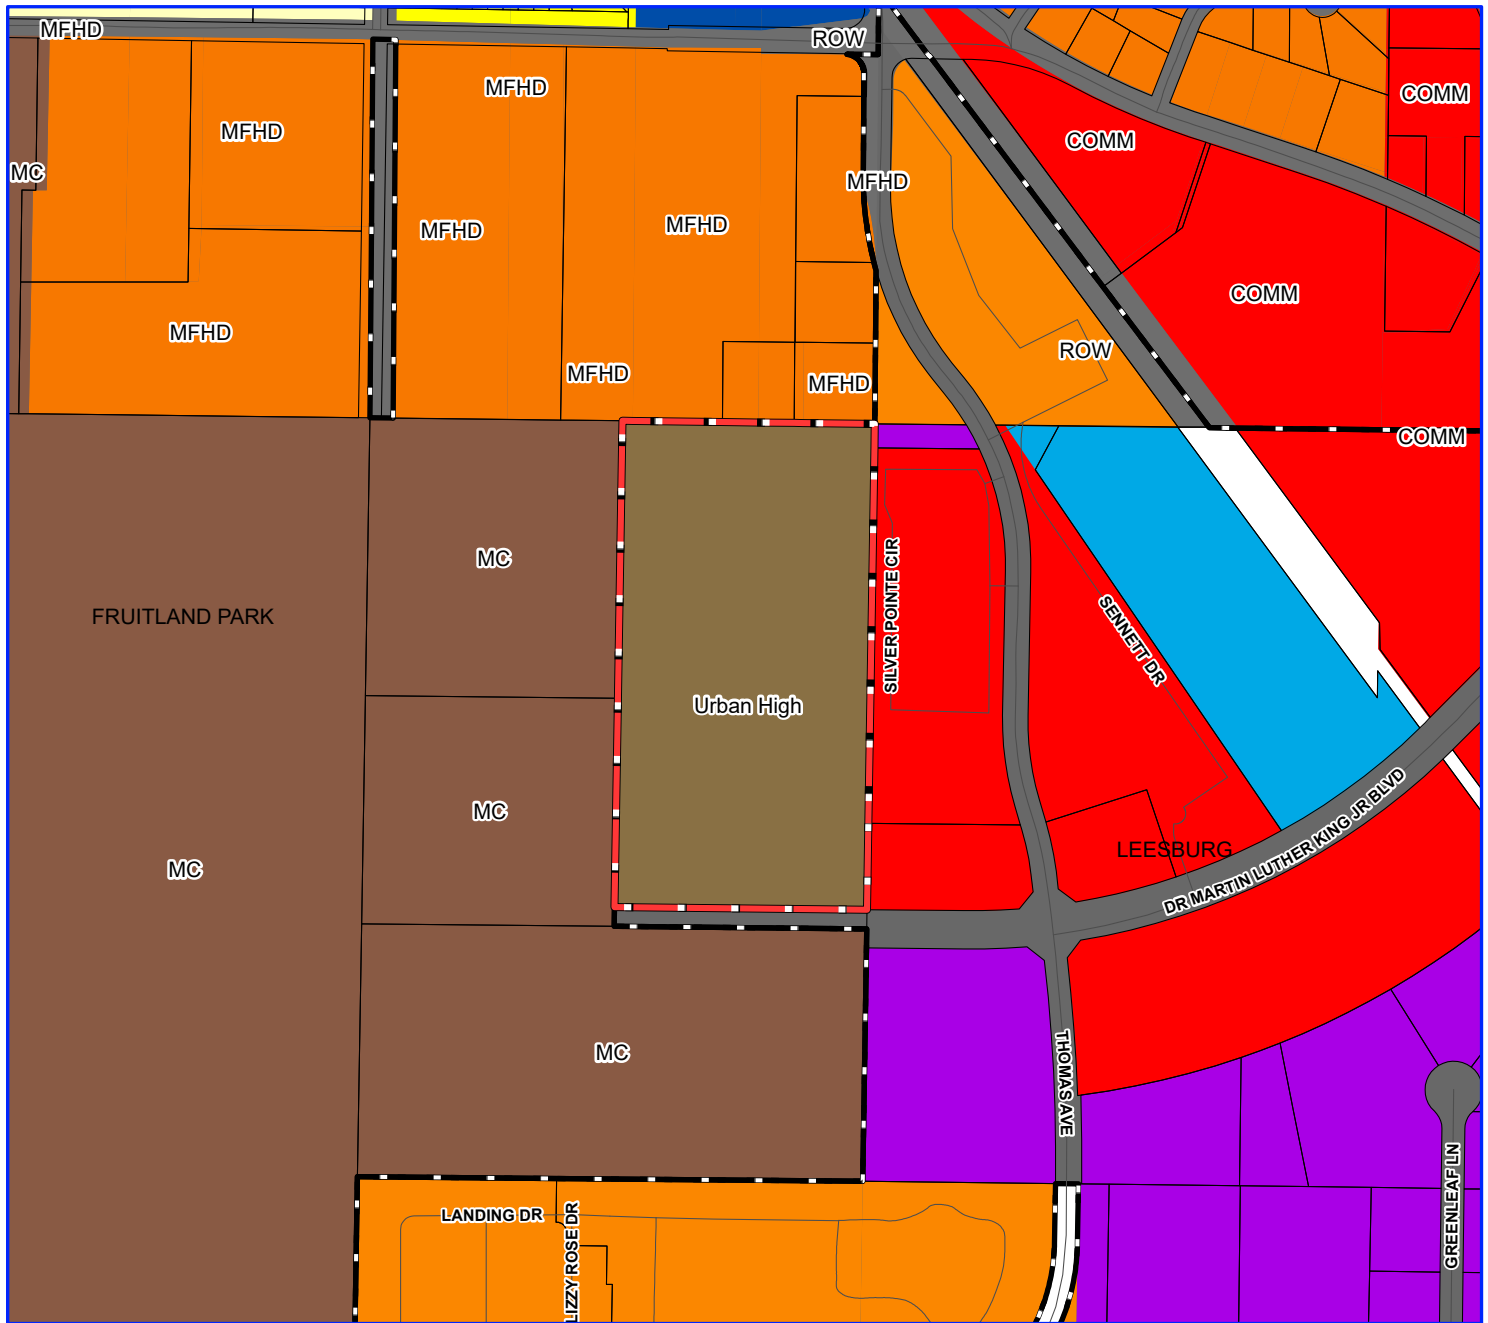 MFHD
ROW
MFHD
COMM
MFHD
COMM
MC
MFHD
MFHD
MFHD
COMM
MFHD
ROW
MFHD
MFHD
COMM
MC
FRUITLAND PARK
SILVER POINTE CIR
SENNETT DR
Urban High
MC
MC
LEESBURG
DR MARTIN LUTHER KING JR BLVD
MC
THOMAS AVE
GREENLEAF LN
LANDING DR
LIZZY ROSE DR